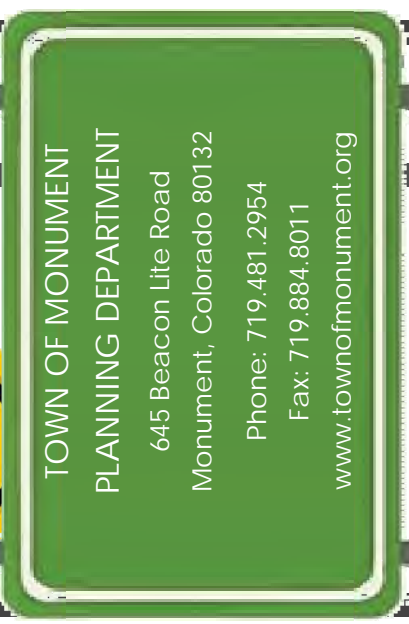 TOWN OF MONUMENT
PLANNING DEPARTMENT
645 Beacon Lite Road
Monument, Colorado 80132
Phone: 719.481.2954
Fax: 719.884.8011
www.townofmonument.org